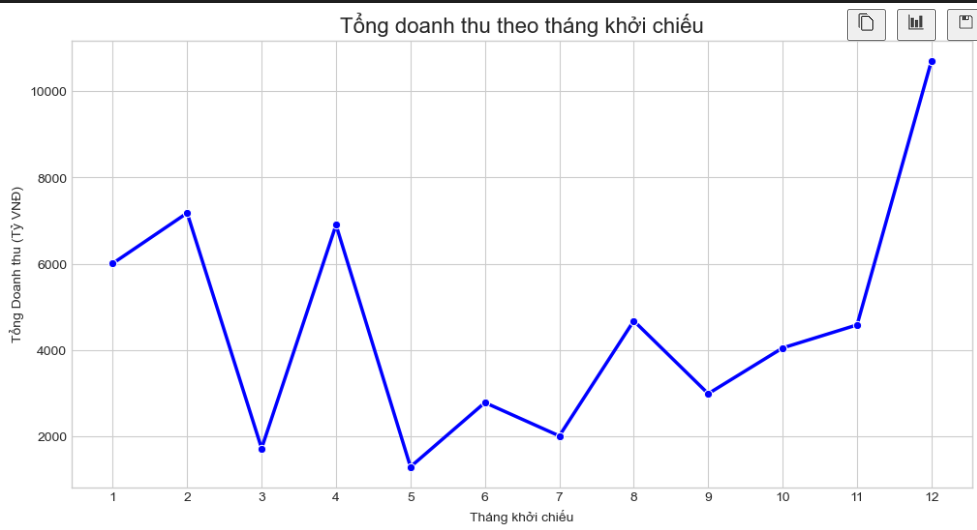 Tổng doanh thu theo tháng khởi chiếu
Tổng Doanh thu (Tỷ VNĐ)
10000
8000
6000
4000
2000
1 2 3 4 5 6 7 8 9 10 11 12
Tháng khởi chiếu